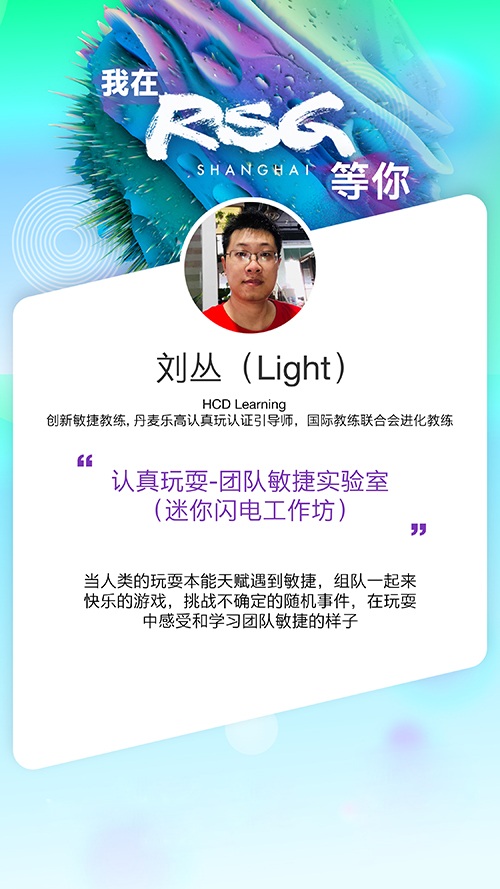 我在
RSG
SHANGHAI
等你
刘丛（Light）
HCD Learning
创新敏捷教练, 丹麦乐高认真玩认证引导师，国际教练联合会进化教练
“
认真玩耍-团队敏捷实验室
（迷你闪电工作坊）
”
当人类的玩耍本能天赋遇到敏捷，组队一起来
快乐的游戏，挑战不确定的随机事件，在玩耍
中感受和学习团队敏捷的样子